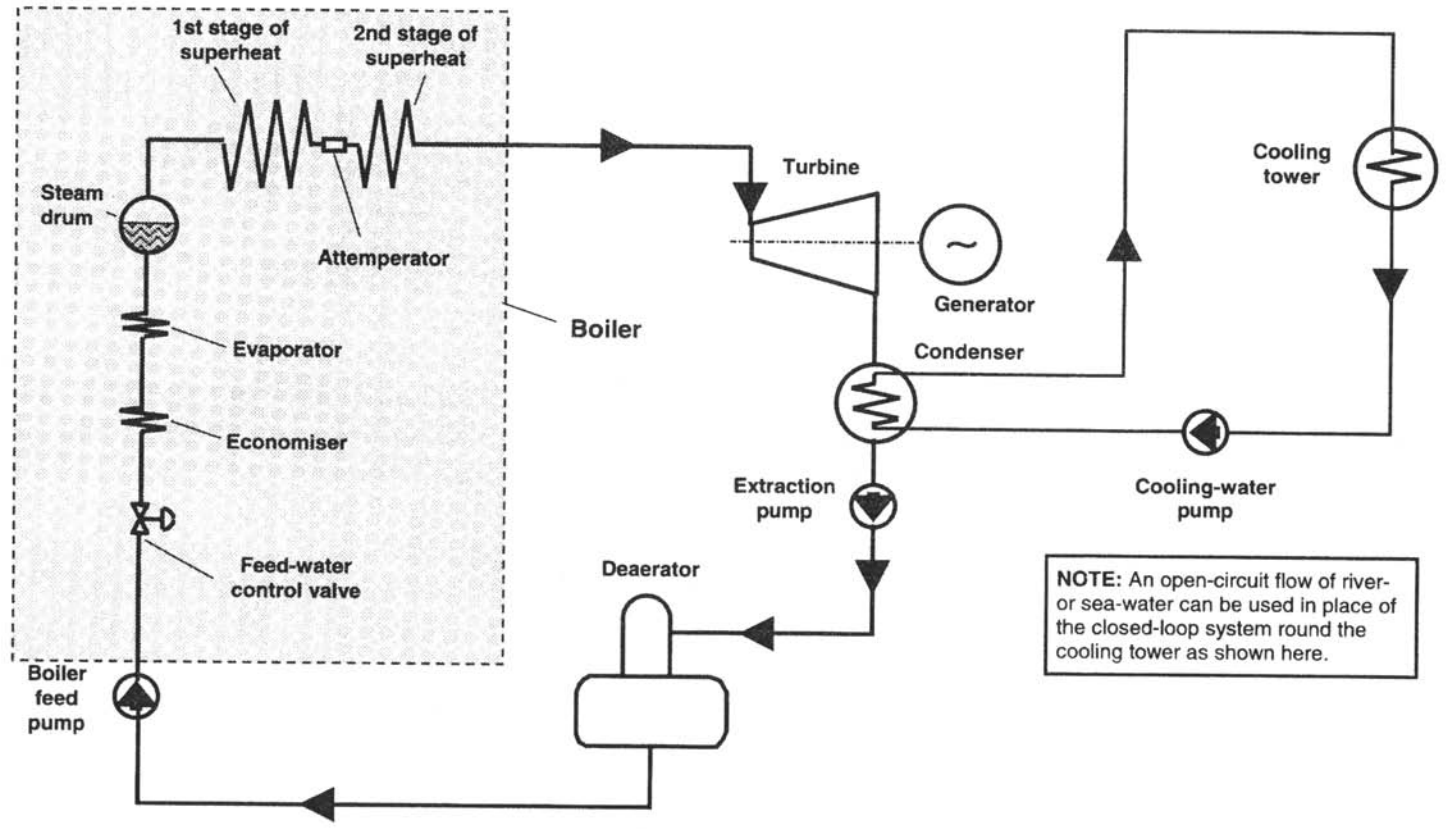 1st stage of
superheat
2nd stage of
superheat
Steam
drum
Attemperator
Evaporator
Boiler
Economiser
Feed-water
control valve
Boiler
feed
pump
Turbine
~
Generator
Condenser
Cooling
tower
Extraction
pump
Cooling-water
pump
Deaerator
NOTE: An open-circuit flow of river-
or sea-water can be used in place of
the closed-loop system round the
cooling tower as shown here.